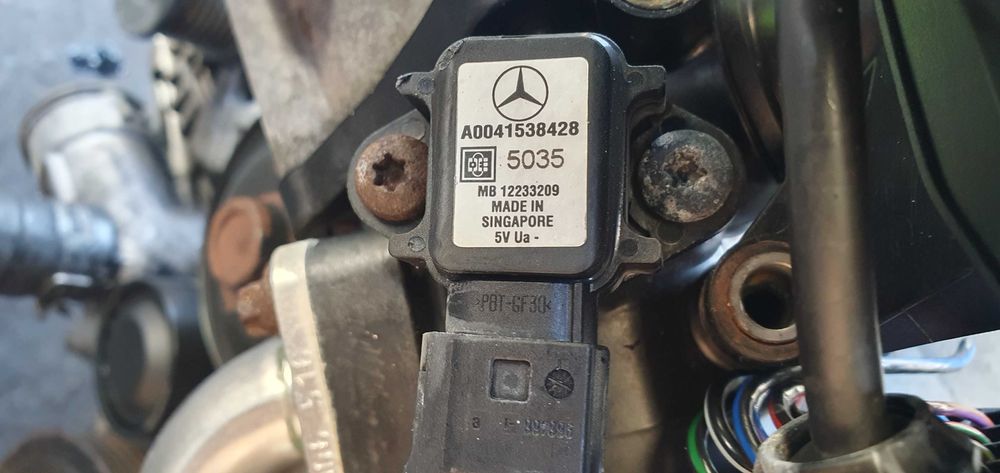 A0041538428
5035
MB 12233209
MADE IN
SINGAPORE
5V Ua -
>PBT-GF30<